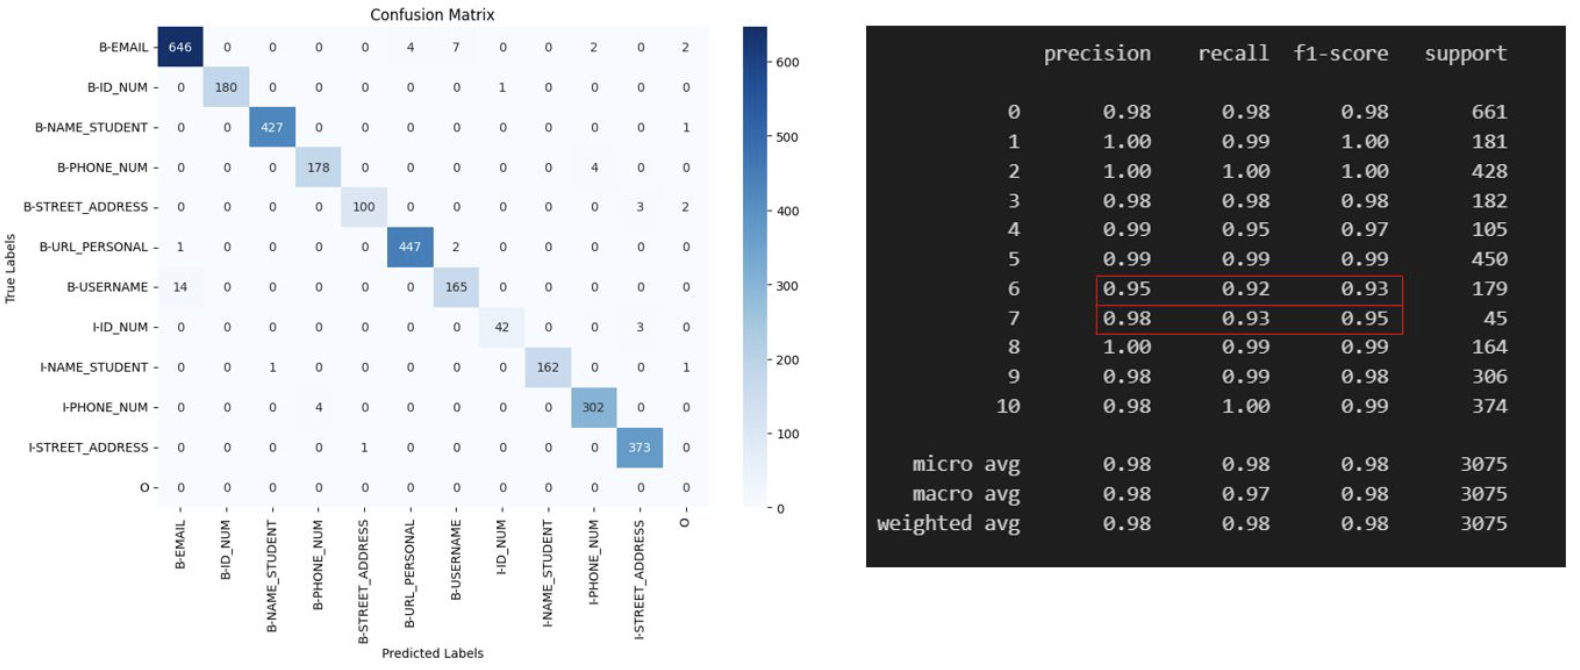 Confusion Matrix
True Labels
B-EMAIL 646 0 0 0 0 4 7 0 0 2 0 2
B-ID_NUM 0 180 0 0 0 0 0 1 0 0 0 0
B-NAME_STUDENT 0 0 427 0 0 0 0 0 0 0 0 1
B-PHONE_NUM 0 0 0 178 0 0 0 0 0 4 0 0
B-STREET_ADDRESS 0 0 0 0 100 0 0 0 0 0 3 2
B-URL_PERSONAL 1 0 0 0 0 447 2 0 0 0 0 0
B-USERNAME 14 0 0 0 0 0 165 0 0 0 0 0
I-ID_NUM 0 0 0 0 0 0 0 42 0 0 3 0
I-NAME_STUDENT 0 0 1 0 0 0 0 0 162 0 0 1
I-PHONE_NUM 0 0 0 4 0 0 0 0 0 302 0 0
I-STREET_ADDRESS 0 0 0 0 1 0 0 0 0 0 373 0
O 0 0 0 0 0 0 0 0 0 0 0 0
B-EMAIL
B-ID_NUM
B-NAME_STUDENT
B-PHONE_NUM
B-STREET_ADDRESS
B-URL_PERSONAL
B-USERNAME
I-ID_NUM
I-NAME_STUDENT
I-PHONE_NUM
I-STREET_ADDRESS
O
Predicted Labels
600
500
400
300
200
100
0
precision recall f1-score support
0 0.98 0.98 0.98 661
1 1.00 0.99 1.00 181
2 1.00 1.00 1.00 428
3 0.98 0.98 0.98 182
4 0.99 0.95 0.97 105
5 0.99 0.99 0.99 450
6 0.95 0.92 0.93 179
7 0.98 0.93 0.95 45
8 1.00 0.99 0.99 164
9 0.98 0.99 0.98 306
10 0.98 1.00 0.99 374
micro avg 0.98 0.98 0.98 3075
macro avg 0.98 0.97 0.98 3075
weighted avg 0.98 0.98 0.98 3075